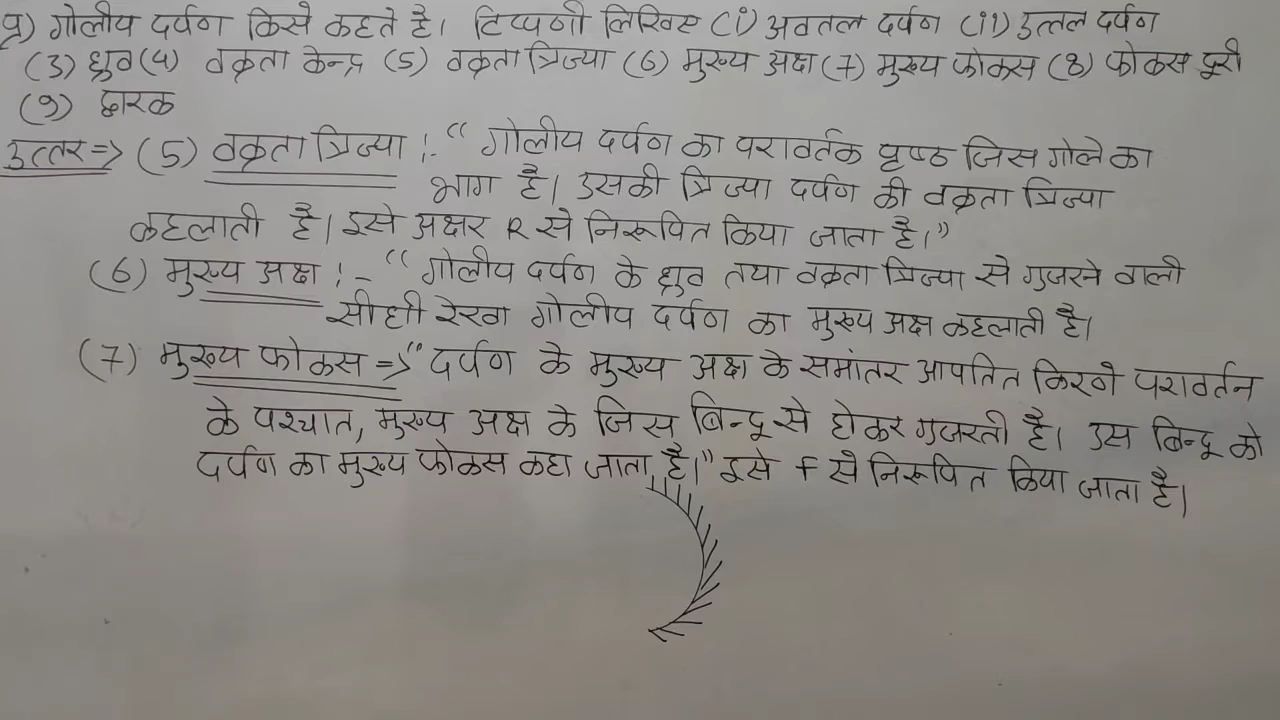 प्र) गोलीय दर्पण किसे कहते है। टिप्पणी लिखिए (i) अवतल दर्पण (ii) उत्तल दर्पण
(3) ध्रुव (4) वक्रता केन्द्र (5) वक्रता त्रिज्या (6) मुख्य अक्ष (7) मुख्य फोकस (8) फोकस दूरी
(9) द्वारक
उत्तर => (5) वक्रता त्रिज्या :- “ गोलीय दर्पण का परावर्तक पृष्ठ जिस गोले का
भाग है। उसकी त्रिज्या दर्पण की वक्रता त्रिज्या
कहलाती है। इसे अक्षर R से निरूपित किया जाता है।”
(6) मुख्य अक्ष :- “ गोलीय दर्पण के ध्रुव तथा वक्रता त्रिज्या से गुजरने वाली
सीधी रेखा गोलीय दर्पण का मुख्य अक्ष कहलाती है।
(7) मुख्य फोकस => “ दर्पण के मुख्य अक्ष के समांतर आपतित किरणे परावर्तन
के पश्चात, मुख्य अक्ष के जिस बिन्दू से होकर गुजरती है। उस बिन्दू को
दर्पण का मुख्य फोकस कहा जाता है।” इसे f से निरूपित किया जाता है।